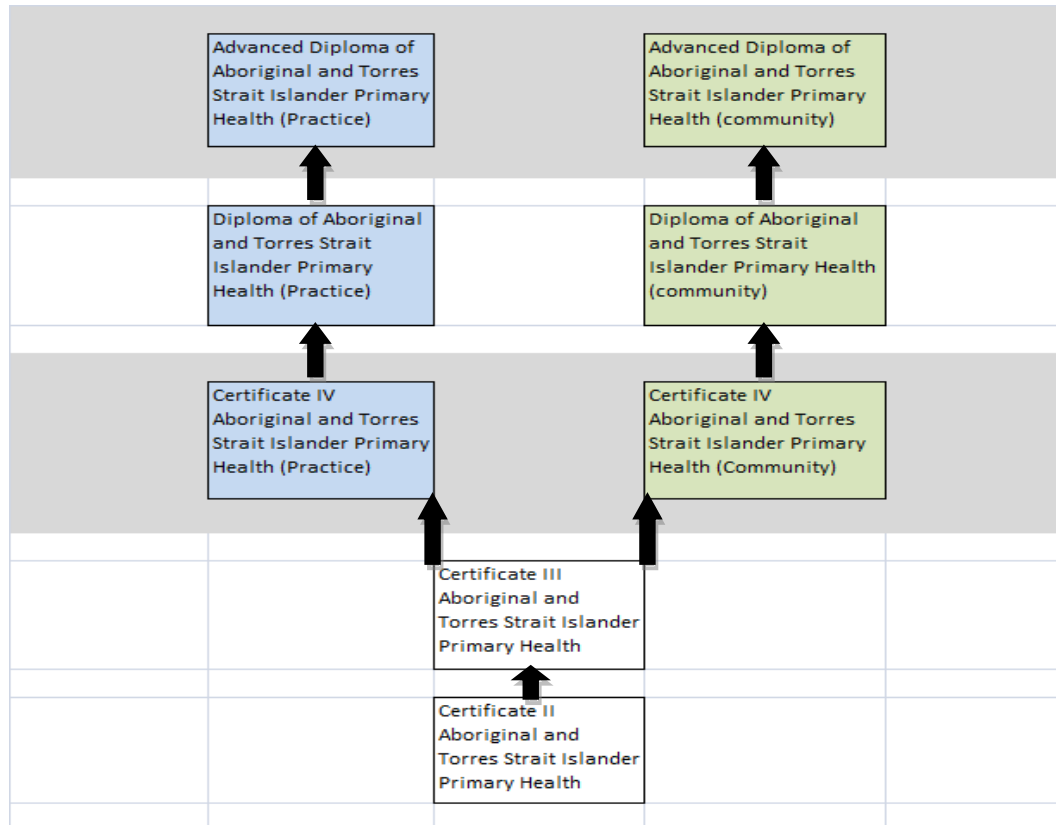 Advanced Diploma of
Aboriginal and Torres
Strait Islander Primary
Health (Practice)
Advanced Diploma of
Aboriginal and Torres
Strait Islander Primary
Health (community)
Diploma of Aboriginal
and Torres Strait
Islander Primary
Health (Practice)
Diploma of Aboriginal
and Torres Strait
Islander Primary Health
(community)
Certificate IV
Aboriginal and Torres
Strait Islander Primary
Health (Practice)
Certificate IV
Aboriginal and Torres
Strait Islander Primary
Health (Community)
Certificate III
Aboriginal and
Torres Strait Islander
Primary Health
Certificate II
Aboriginal and
Torres Strait Islander
Primary Health